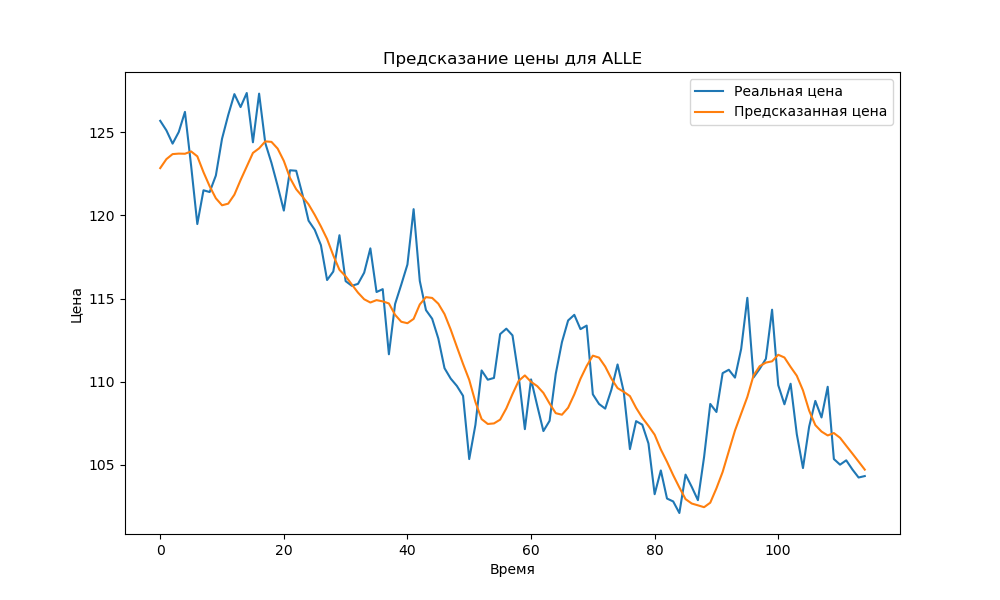 Предсказание цены для ALLE
Реальная цена
Предсказанная цена
Цена
125
120
115
110
105
0 20 40 60 80 100
Время